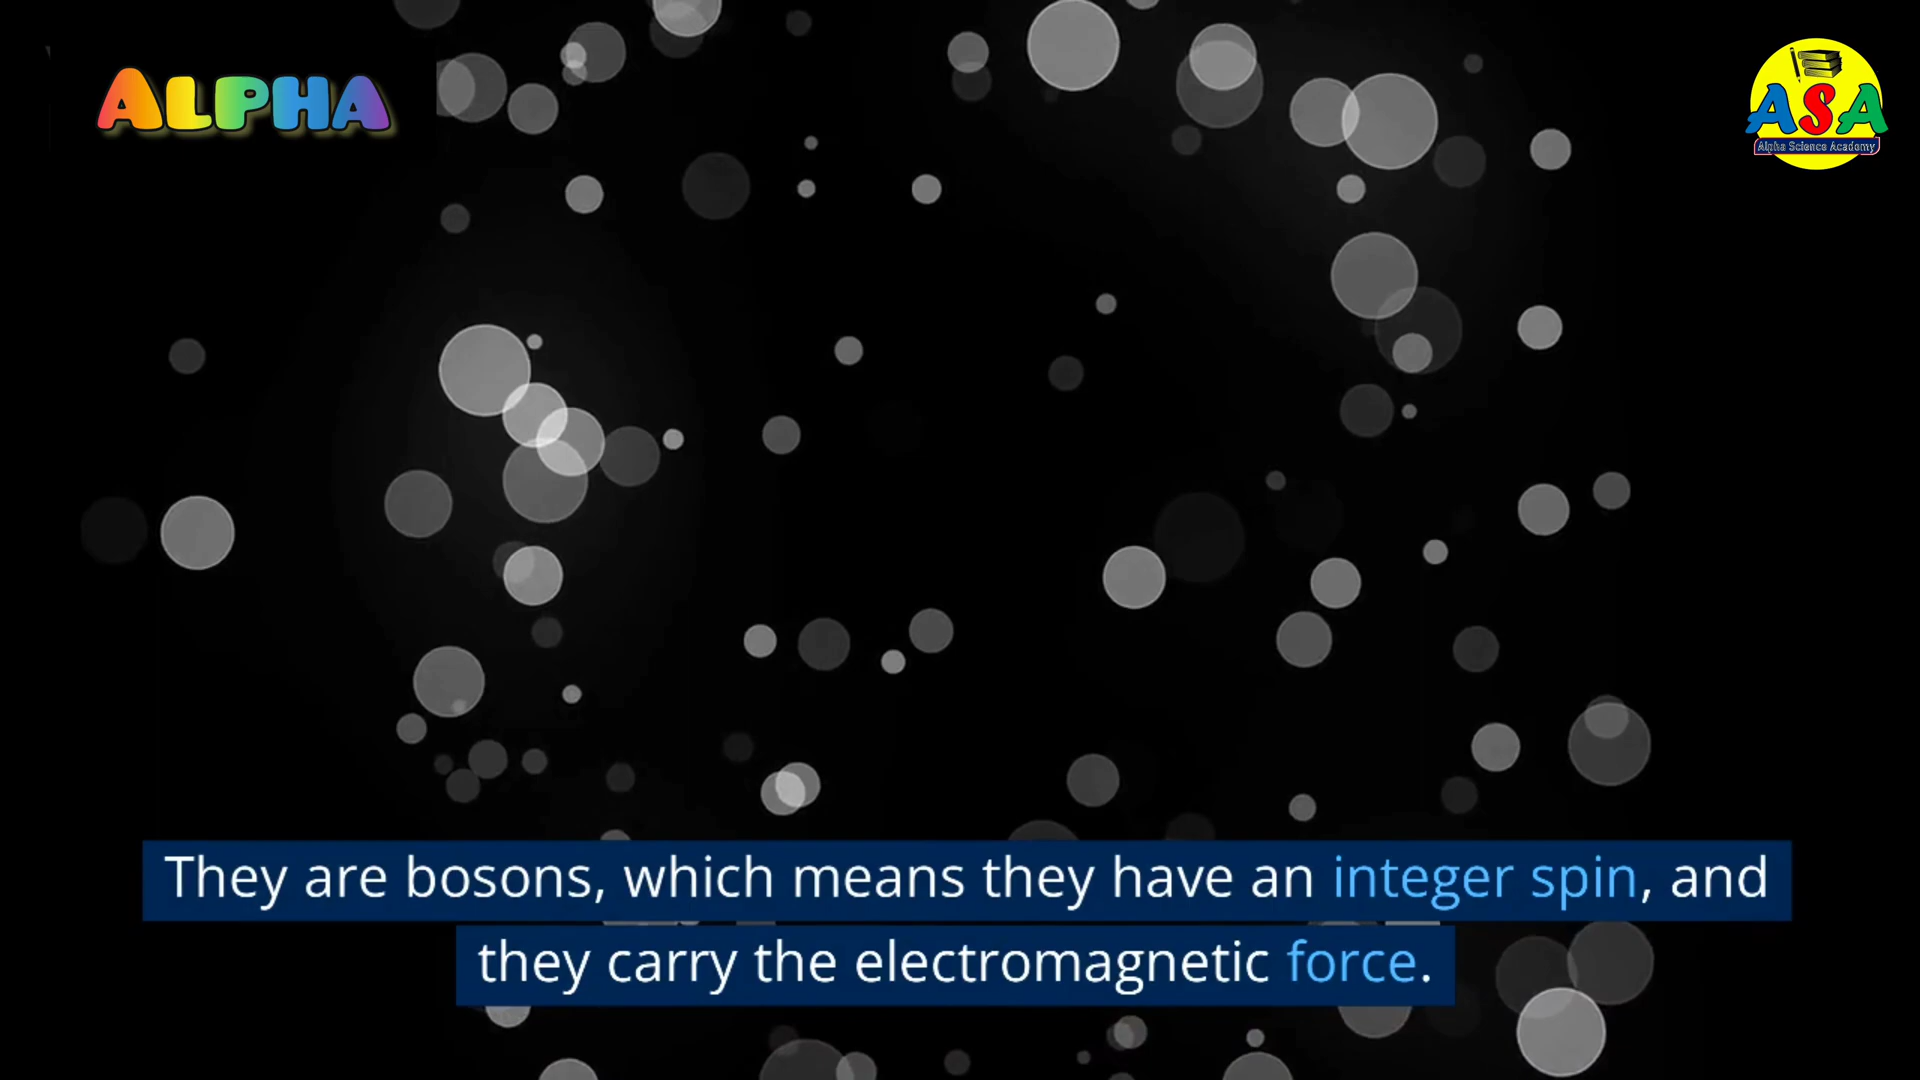 ALPHA
ASA
Alpha Science Academy
They are bosons, which means they have an integer spin, and
they carry the electromagnetic force.